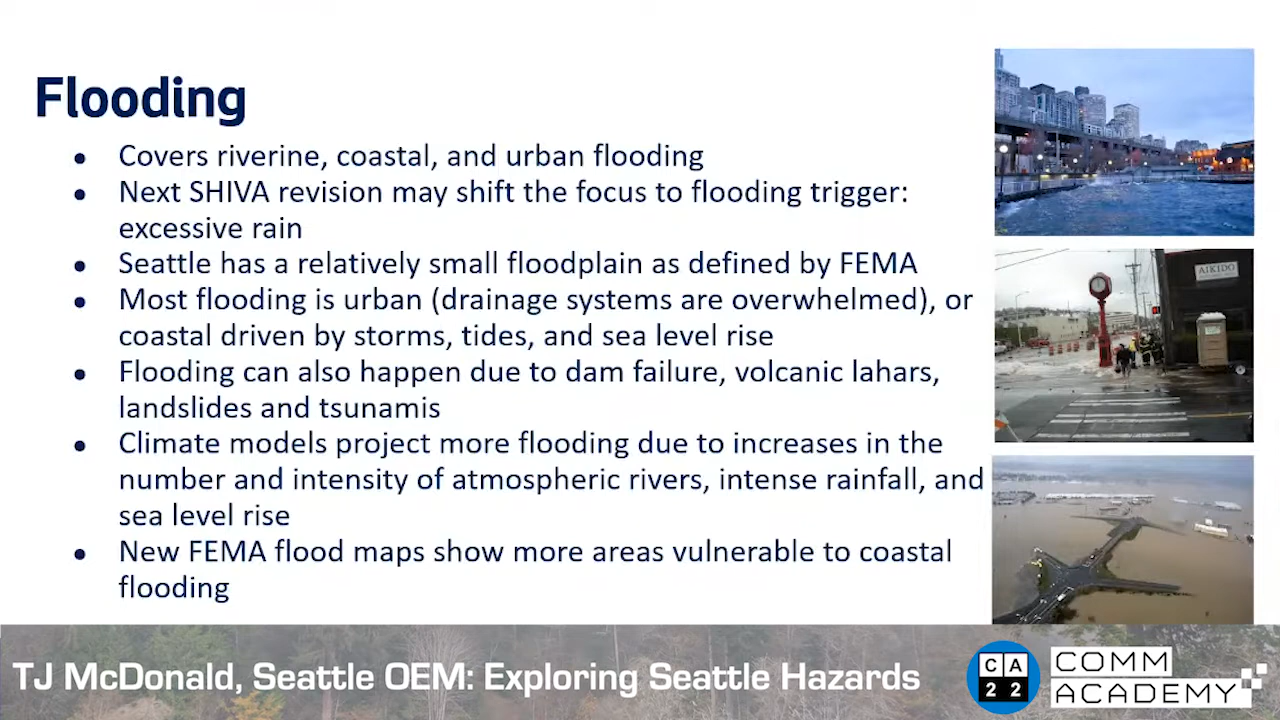 Flooding
• Covers riverine, coastal, and urban flooding
• Next SHIVA revision may shift the focus to flooding trigger:
excessive rain
• Seattle has a relatively small floodplain as defined by FEMA
• Most flooding is urban (drainage systems are overwhelmed), or
coastal driven by storms, tides, and sea level rise
• Flooding can also happen due to dam failure, volcanic lahars,
landslides and tsunamis
• Climate models project more flooding due to increases in the
number and intensity of atmospheric rivers, intense rainfall, and
sea level rise
• New FEMA flood maps show more areas vulnerable to coastal
flooding
AIKIDO
TJ McDonald, Seattle OEM: Exploring Seattle Hazards
CA
22
COMM
ACADEMY